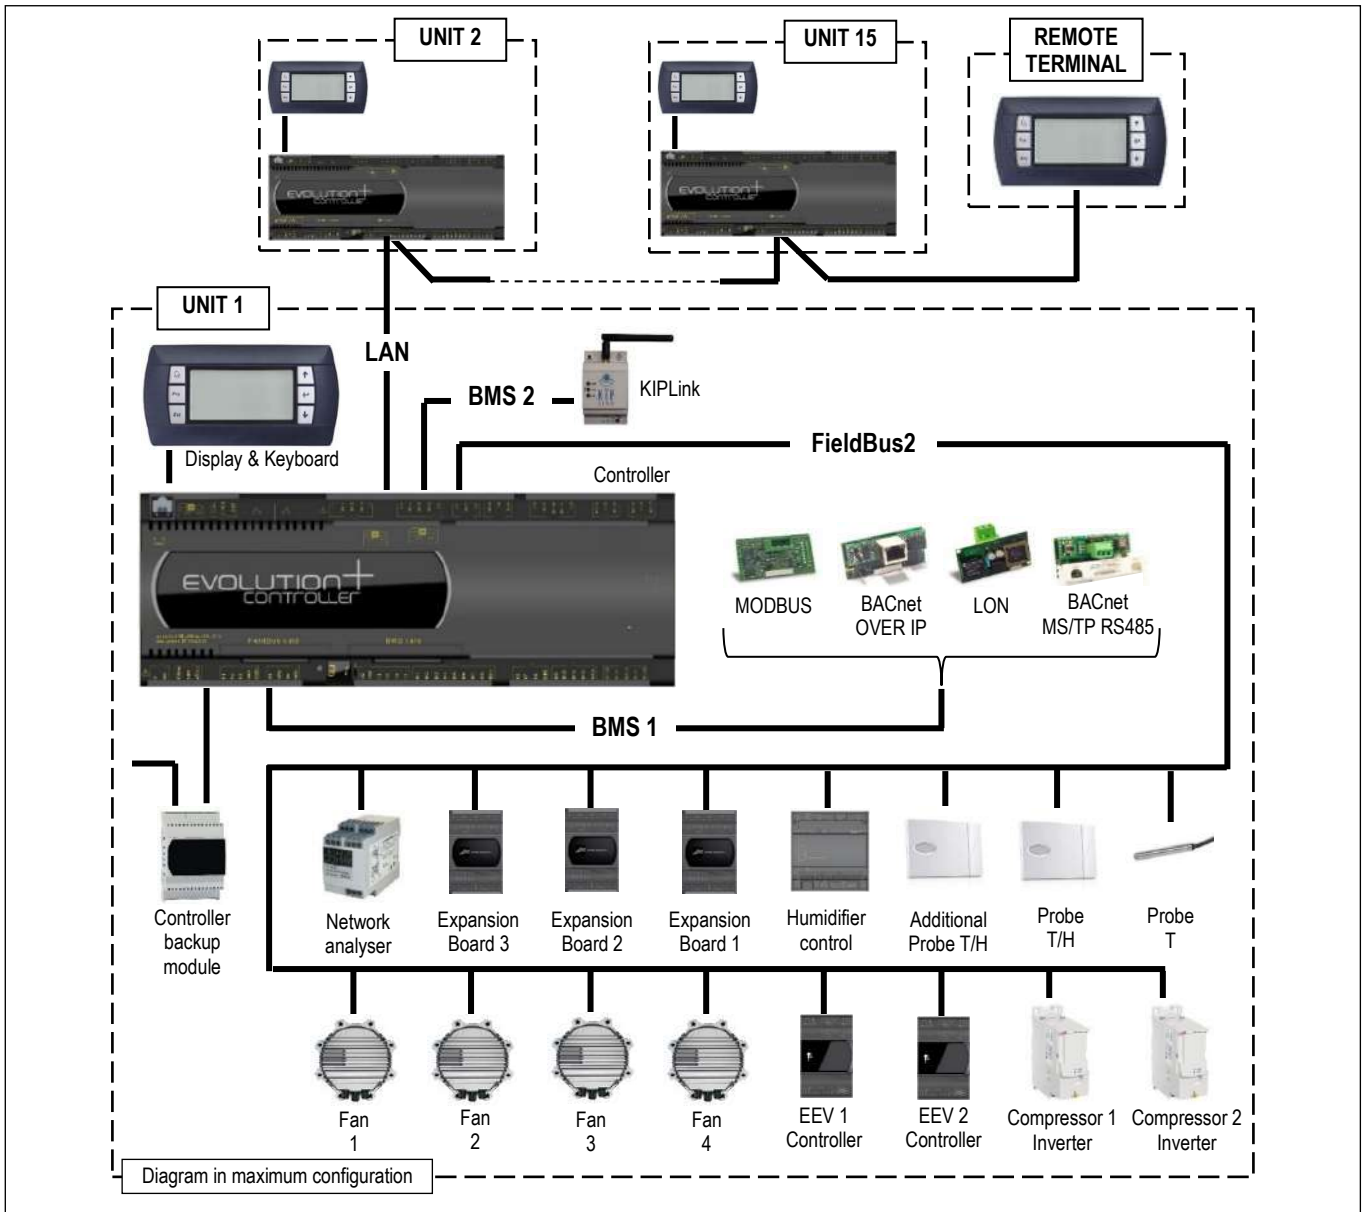 UNIT 2
UNIT 15
REMOTE
TERMINAL
EVOLUTION+
CONTROLLER
EVOLUTION+
CONTROLLER
UNIT 1
LAN
BMS 2
KIP
KIPLink
FieldBus2
Display & Keyboard
Controller
EVOLUTION+
CONTROLLER
MODBUS
BACnet
OVER IP
LON
BACnet
MS/TP RS485
BMS 1
Controller
backup
module
Network
analyser
Expansion
Board 3
Expansion
Board 2
Expansion
Board 1
Humidifier
control
Additional
Probe T/H
Probe
T/H
Probe
T
Fan
1
Fan
2
Fan
3
Fan
4
EEV 1
Controller
EEV 2
Controller
Compressor 1
Inverter
Compressor 2
Inverter
Diagram in maximum configuration